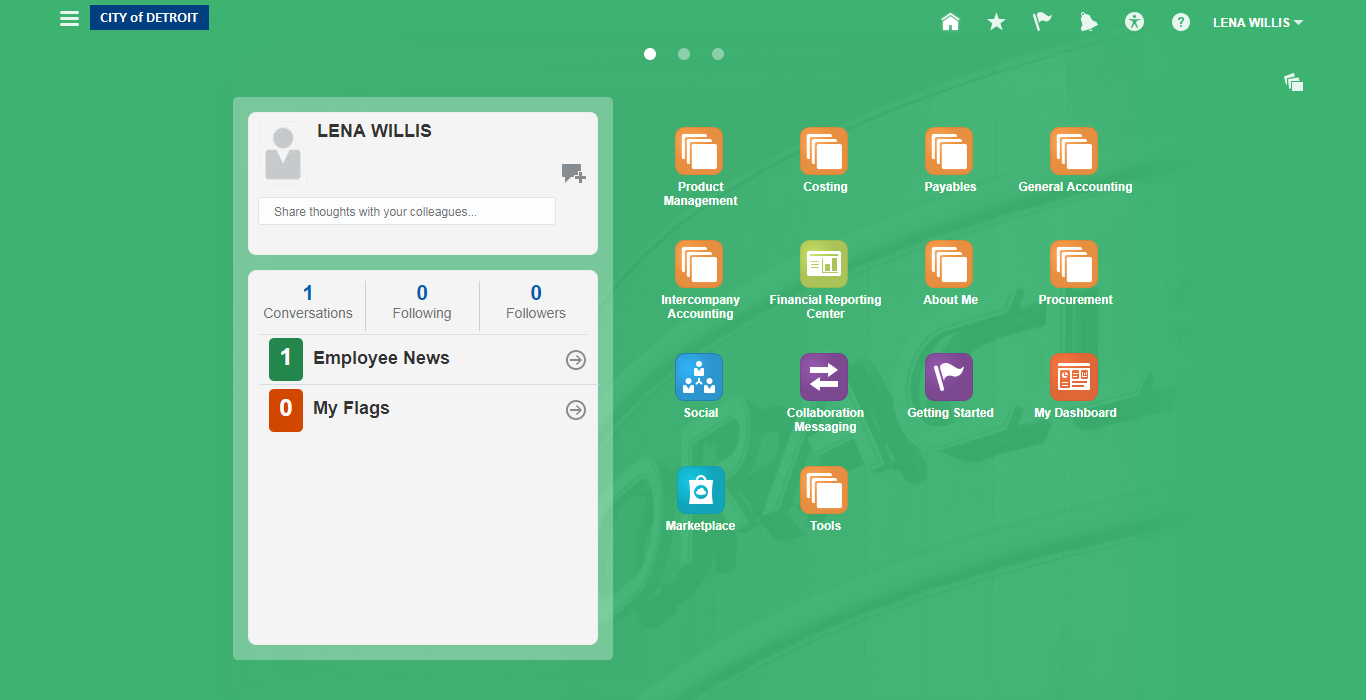 CITY of DETROIT
LENA WILLIS
LENA WILLIS
Share thoughts with your colleagues...
1
Conversations
0
Following
0
Followers
1 Employee News
0 My Flags
Product
Management
Costing
Payables
General Accounting
Intercompany
Accounting
Financial Reporting
Center
About Me
Procurement
Social
Collaboration
Messaging
Getting Started
My Dashboard
Marketplace
Tools
ORACLE